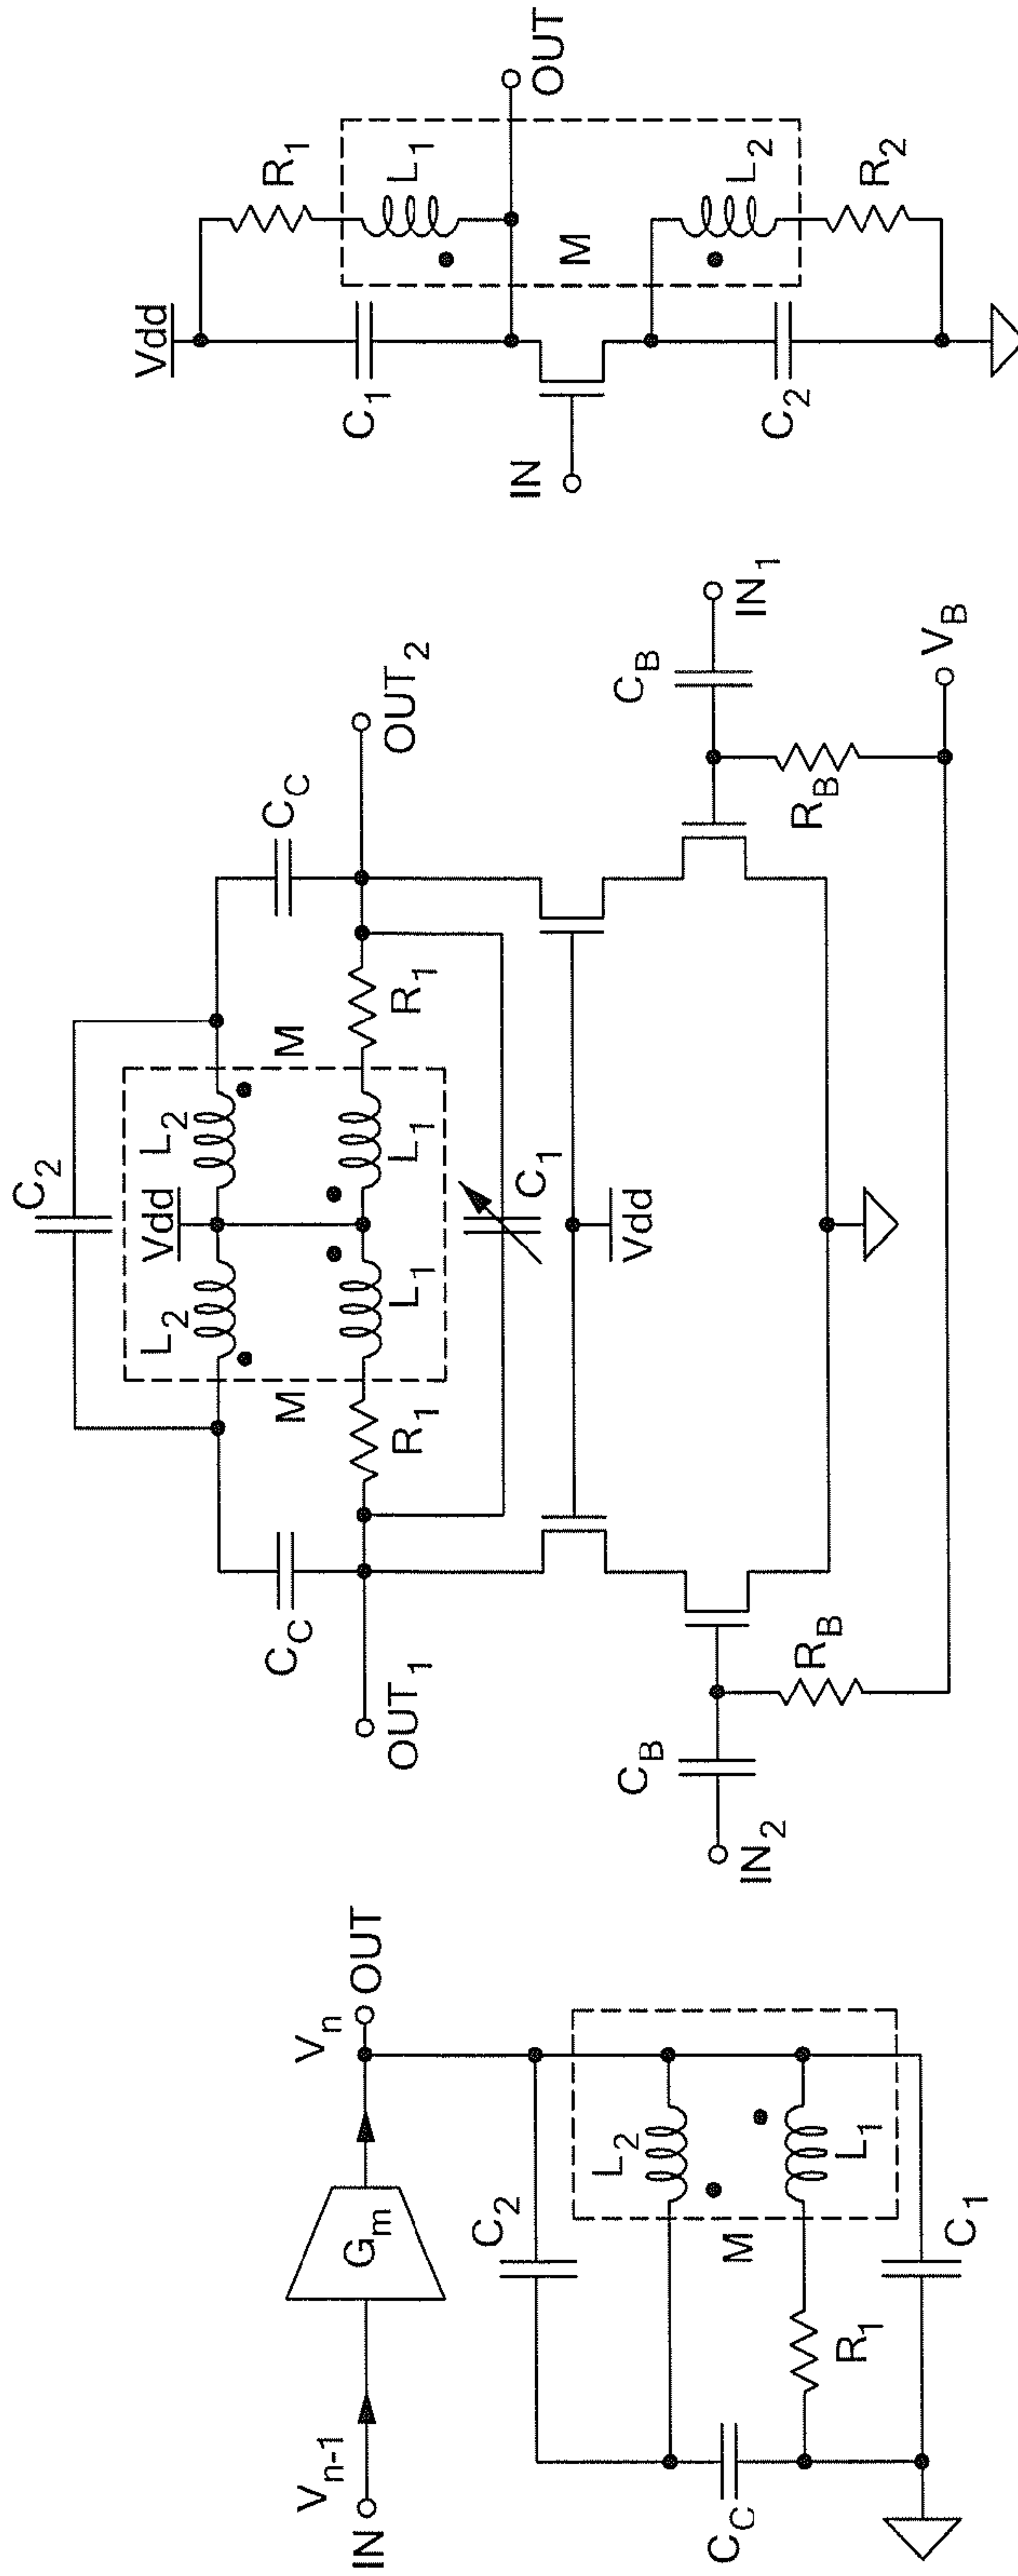 Vdd
R1
C1
L1
OUT
M
IN
L2
C2
R2
C2
Vdd
L2
L2
M
M
CC
CC
L1
L1
R1
R1
OUT1
OUT2
C1
Vdd
CB
CB
IN2
IN1
RB
RB
VB
Vn-1
Vn
IN
Gm
OUT
C2
L2
M
L1
CC
R1
C1